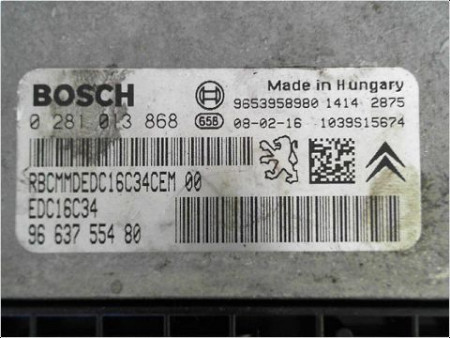 BOSCH
Made in Hungary
9653958980 1414 2875
0 281 013 868 658 08-02-16 1039S15674
RBCMMDEDC16C34CEM 00
EDC16C34
96 637 554 80